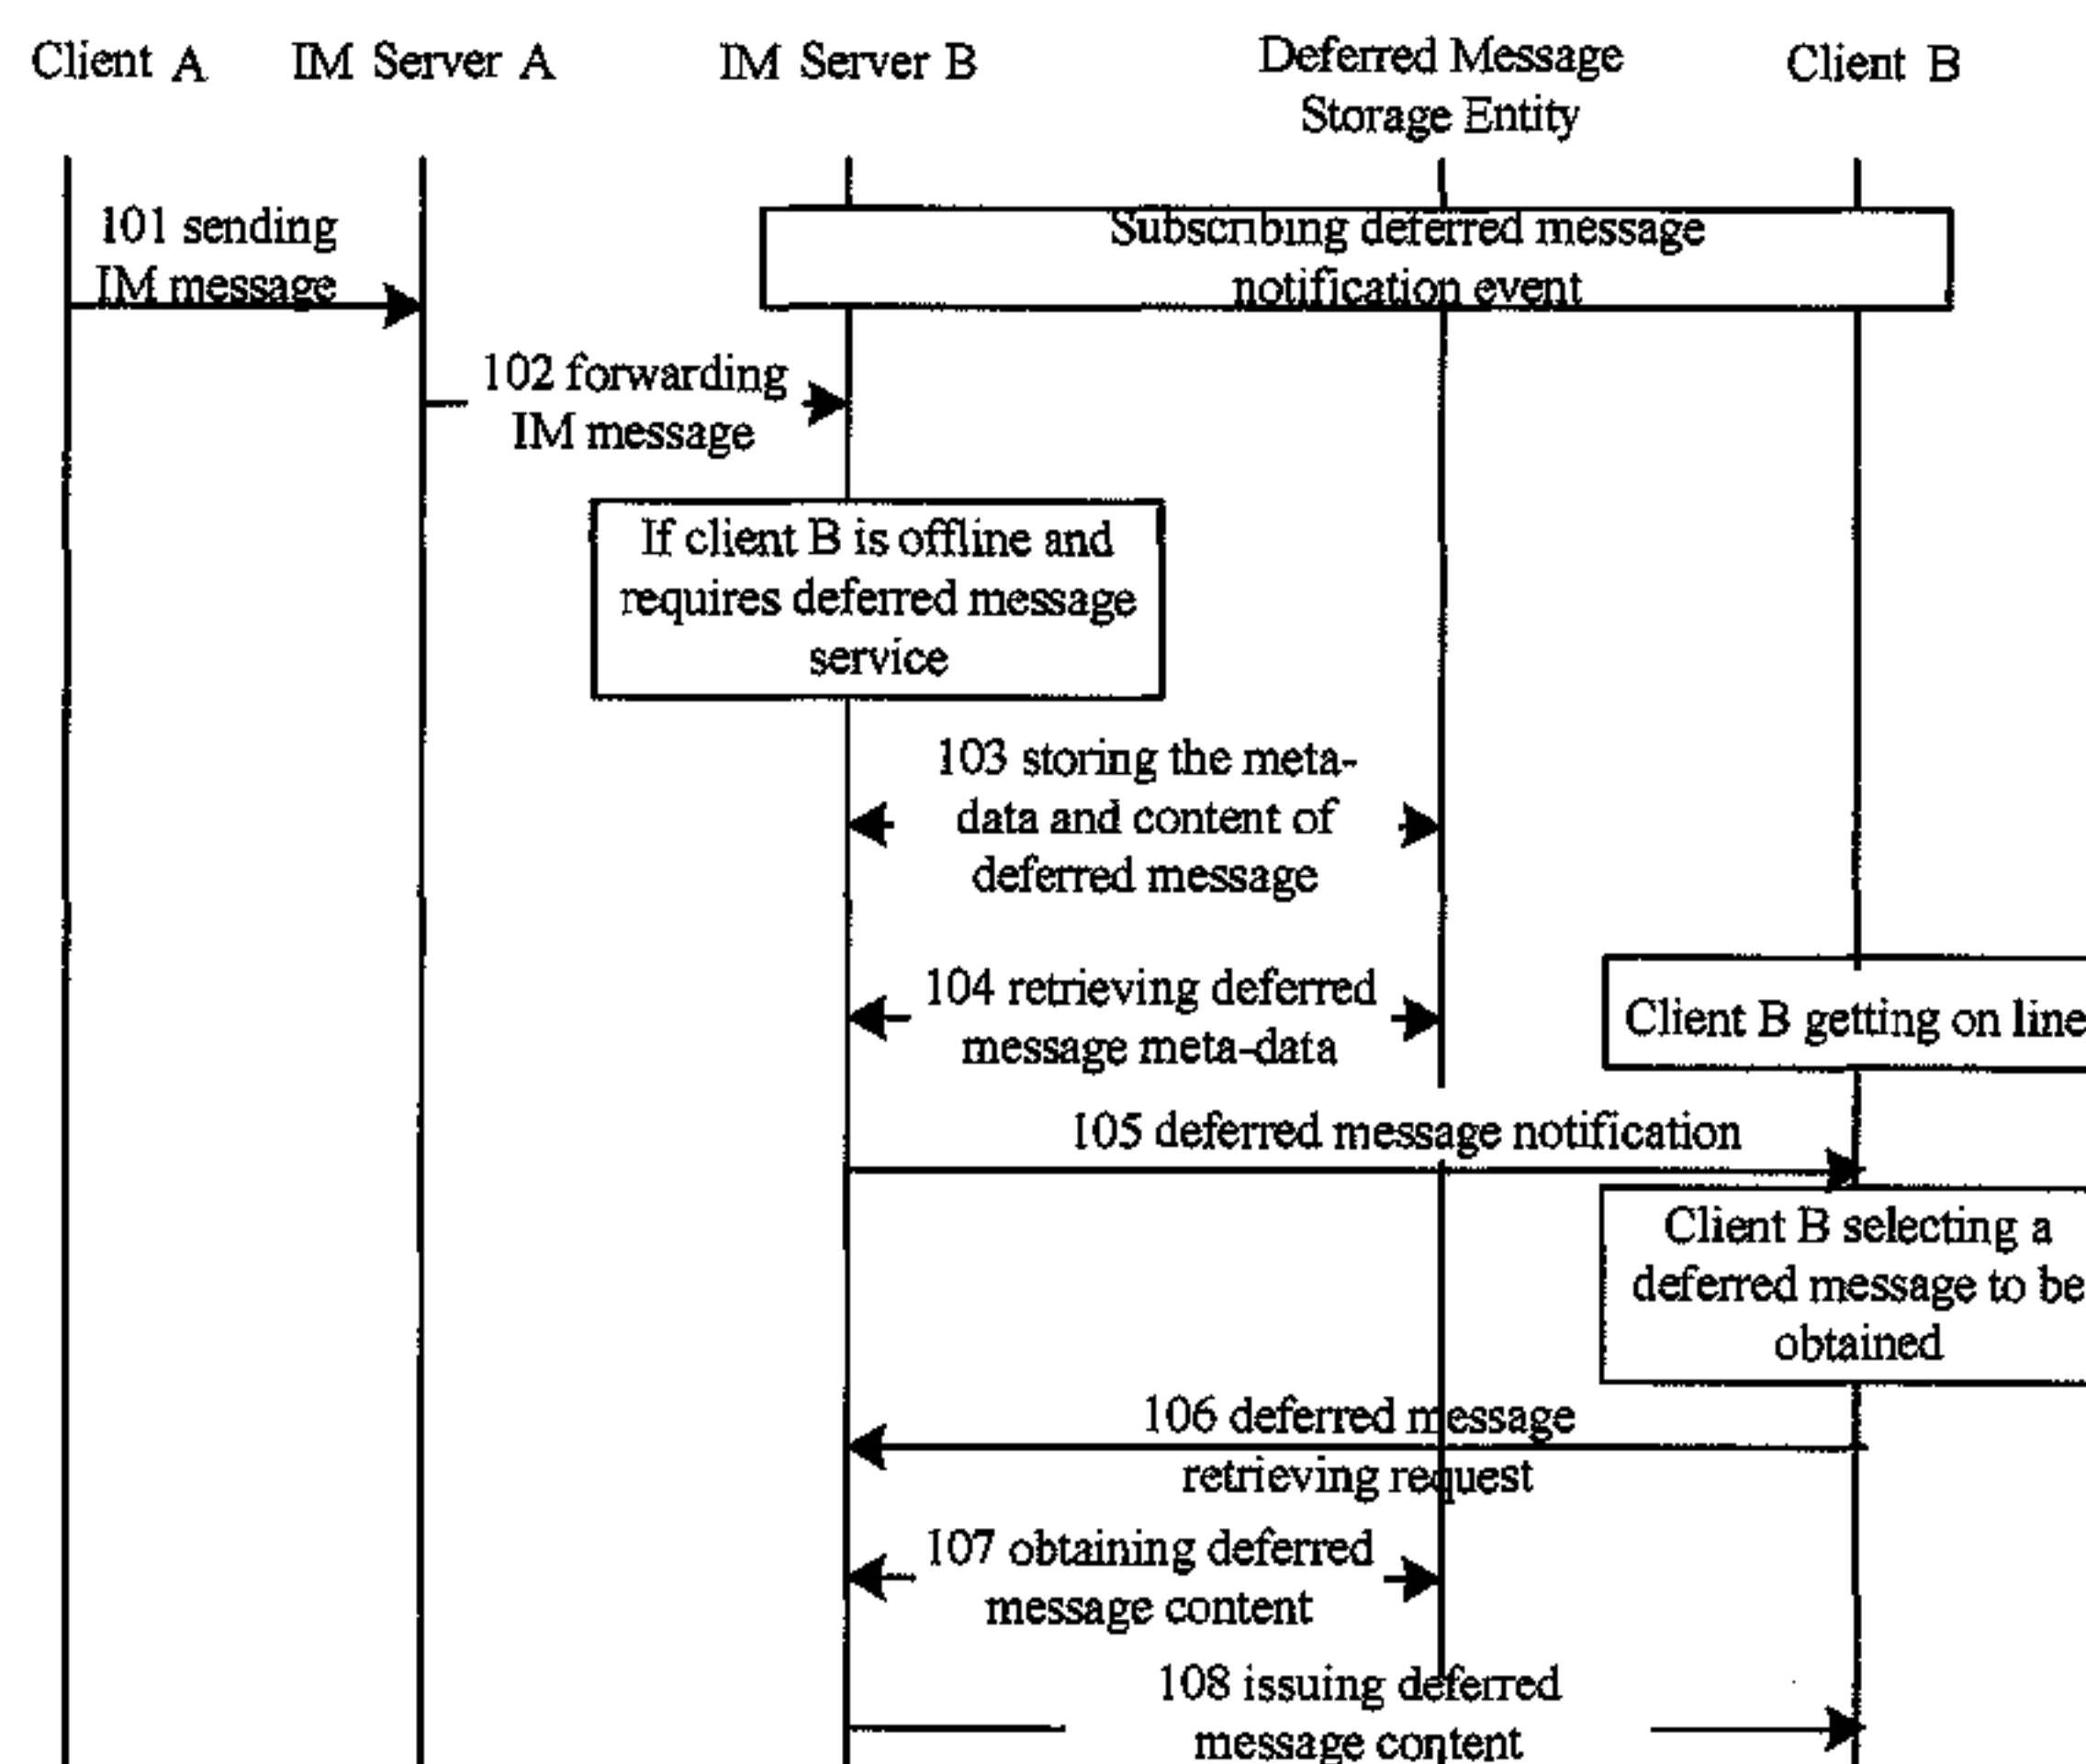 Client A
IM Server A
IM Server B
Deferred Message
Storage Entity
Client B
101 sending
IM message
Subscribing deferred message
notification event
102 forwarding
IM message
If client B is offline and
requires deferred message
service
103 storing the meta-
data and content of
deferred message
104 retrieving deferred
message meta-data
Client B getting on line
105 deferred message notification
Client B selecting a
deferred message to be
obtained
106 deferred message
retrieving request
107 obtaining deferred
message content
108 issuing deferred
message content